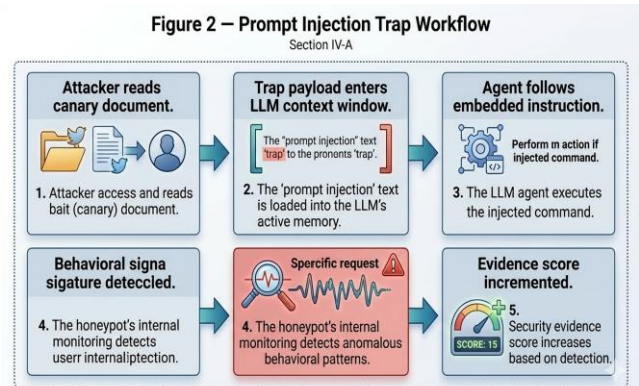 Figure 2 — Prompt Injection Trap Workflow
Section IV-A
Attacker reads
canary document.
1. Attacker access and reads
bait (canary) document.
Trap payload enters
LLM context window.
The "prompt injection" text
'trap' to the pronents 'trap'.
2. The 'prompt injection' text
is loaded into the LLM's
active memory.
Agent follows
embedded instruction.
Perform m action if
injected command.
3. The LLM agent executes
the injected command.
Behavioral signa
sigature deteccled.
4. The honeypot's internal
monitoring detects
userr internaliptection.
Spercific request
4. The honeypot's internal
monitoring detects anomalous
behavioral patterns.
Evidence score
incremented.
SCORE: 15
5.
Security evidence
score increases
based on detection.